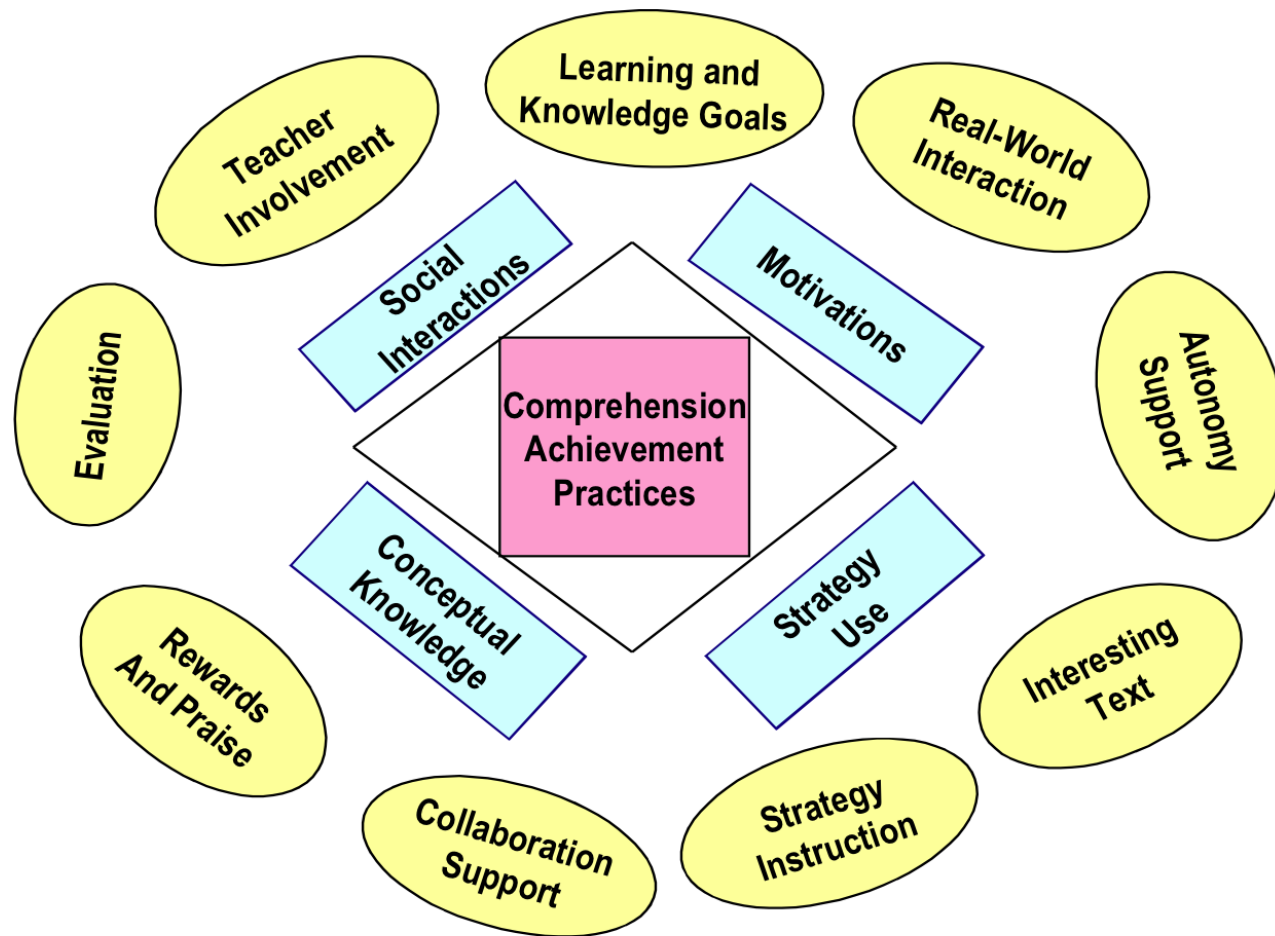 Learning and
Knowledge Goals
Real-World
Interaction
Teacher
Involvement
Social
Interactions
Motivations
Evaluation
Autonomy
Support
Comprehension
Achievement
Practices
Conceptual
Knowledge
Strategy
Use
Rewards
And Praise
Interesting
Text
Collaboration
Support
Strategy
Instruction